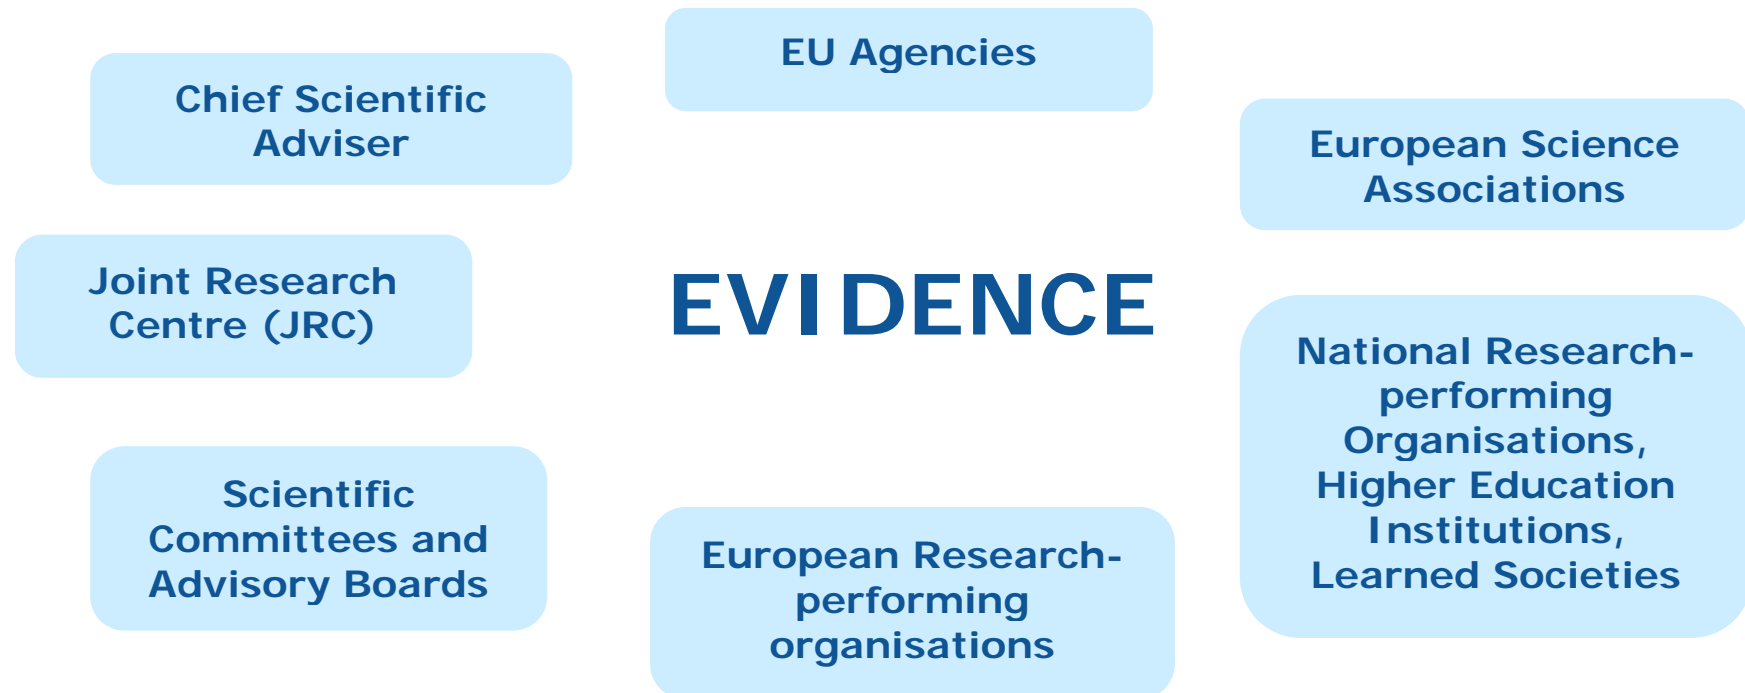 EU Agencies
Chief Scientific
Adviser
European Science
Associations
Joint Research
Centre (JRC)
EVIDENCE
National Research-
performing
Organisations,
Higher Education
Institutions,
Learned Societies
Scientific
Committees and
Advisory Boards
European Research-
performing
organisations